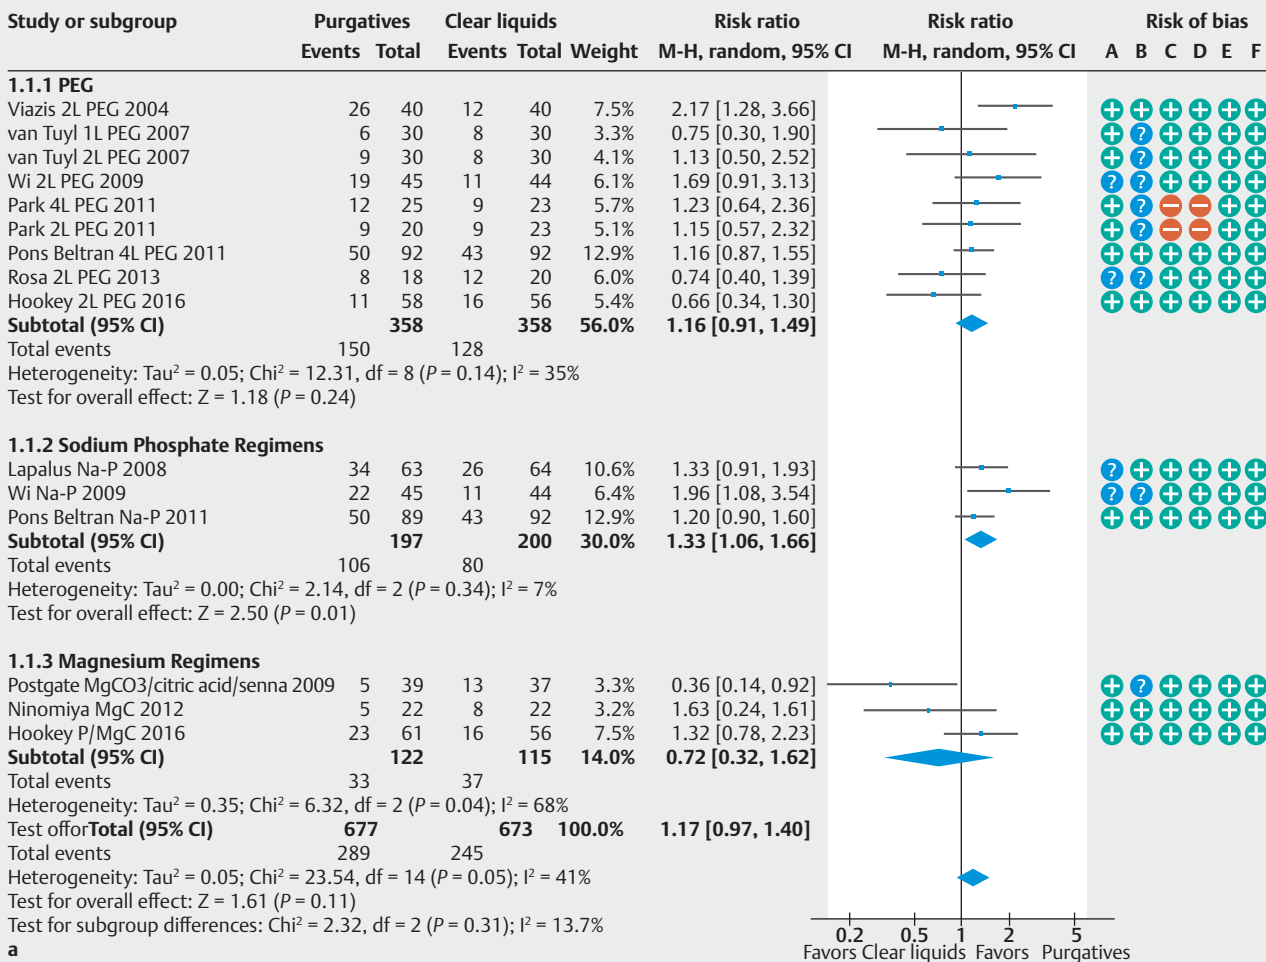 Study or subgroup Purgatives Clear liquids Risk ratio Risk ratio Risk of bias
Events Total Events Total Weight M-H, random, 95% CI M-H, random, 95% CI A B C D E F
1.1.1 PEG
Viazis 2L PEG 2004 26 40 12 40 7.5% 2.17 [1.28, 3.66] + + + + + +
van Tuyl 1L PEG 2007 6 30 8 30 3.3% 0.75 [0.30, 1.90] + ? + + + +
van Tuyl 2L PEG 2007 9 30 8 30 4.1% 1.13 [0.50, 2.52] + ? + + + +
Wi 2L PEG 2009 19 45 11 44 6.1% 1.69 [0.91, 3.13] ? ? + + + +
Park 4L PEG 2011 12 25 9 23 5.7% 1.23 [0.64, 2.36] + ? − − + +
Park 2L PEG 2011 9 20 9 23 5.1% 1.15 [0.57, 2.32] + ? − − + +
Pons Beltran 4L PEG 2011 50 92 43 92 12.9% 1.16 [0.87, 1.55] + + + + + +
Rosa 2L PEG 2013 8 18 12 20 6.0% 0.74 [0.40, 1.39] ? ? + + + +
Hookey 2L PEG 2016 11 58 16 56 5.4% 0.66 [0.34, 1.30] + + + + + +
Subtotal (95% CI) 358 358 56.0% 1.16 [0.91, 1.49]
Total events 150 128
Heterogeneity: Tau² = 0.05; Chi² = 12.31, df = 8 (P = 0.14); I² = 35%
Test for overall effect: Z = 1.18 (P = 0.24)
1.1.2 Sodium Phosphate Regimens
Lapalus Na-P 2008 34 63 26 64 10.6% 1.33 [0.91, 1.93] ? + + + + +
Wi Na-P 2009 22 45 11 44 6.4% 1.96 [1.08, 3.54] ? ? + + + +
Pons Beltran Na-P 2011 50 89 43 92 12.9% 1.20 [0.90, 1.60] + + + + + +
Subtotal (95% CI) 197 200 30.0% 1.33 [1.06, 1.66]
Total events 106 80
Heterogeneity: Tau² = 0.00; Chi² = 2.14, df = 2 (P = 0.34); I² = 7%
Test for overall effect: Z = 2.50 (P = 0.01)
1.1.3 Magnesium Regimens
Postgate MgCO3/citric acid/senna 2009 5 39 13 37 3.3% 0.36 [0.14, 0.92] + ? + + + +
Ninomiya MgC 2012 5 22 8 22 3.2% 1.63 [0.24, 1.61] + + + + + +
Hookey P/MgC 2016 23 61 16 56 7.5% 1.32 [0.78, 2.23] + + + + + +
Subtotal (95% CI) 122 115 14.0% 0.72 [0.32, 1.62]
Total events 33 37
Heterogeneity: Tau² = 0.35; Chi² = 6.32, df = 2 (P = 0.04); I² = 68%
Test offorTotal (95% CI) 677 673 100.0% 1.17 [0.97, 1.40]
Total events 289 245
Heterogeneity: Tau² = 0.05; Chi² = 23.54, df = 14 (P = 0.05); I² = 41%
Test for overall effect: Z = 1.61 (P = 0.11)
Test for subgroup differences: Chi² = 2.32, df = 2 (P = 0.31); I² = 13.7%
0.2 0.5 1 2 5
a Favors Clear liquids Favors Purgatives